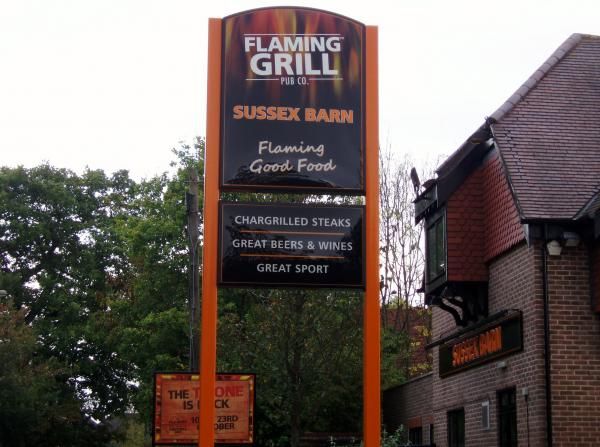 FLAMING
GRILL
PUB CO.
SUSSEX BARN
Flaming
Good Food
CHARGRILLED STEAKS
GREAT BEERS & WINES
GREAT SPORT
SUSSEX BARN
THE
IS
23RD